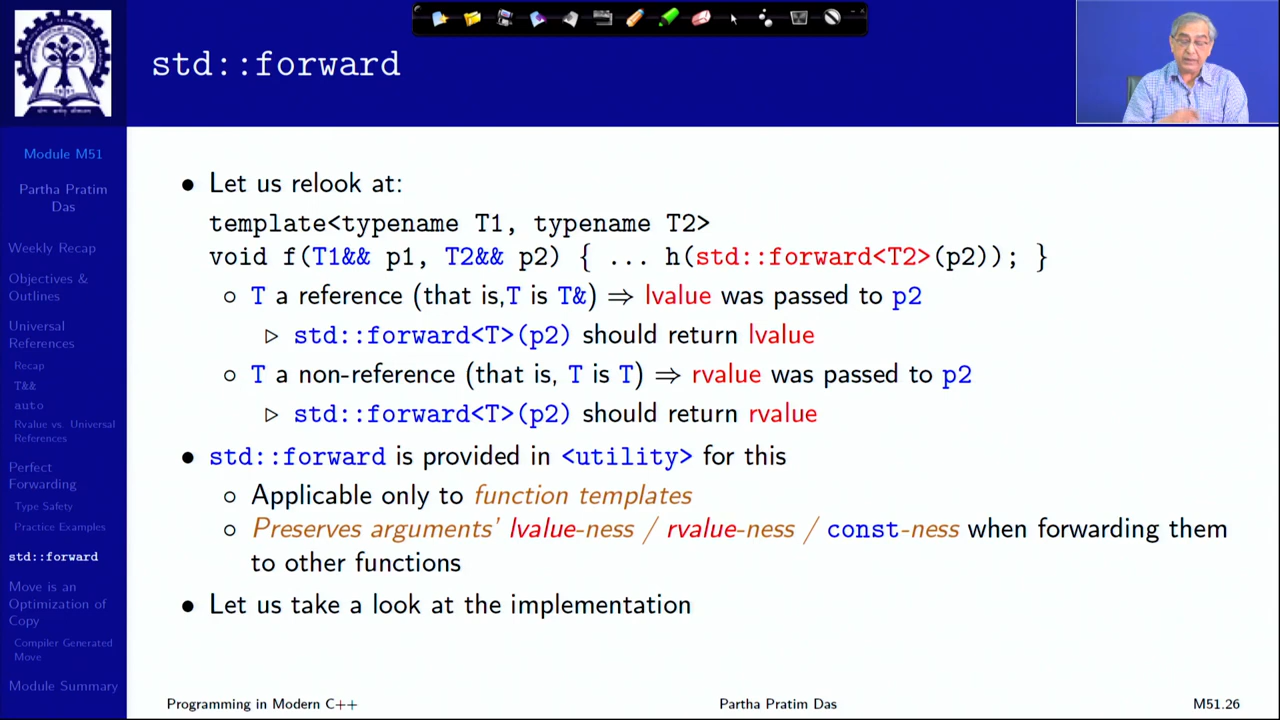 std::forward
Module M51
Partha Pratim
Das
Weekly Recap
Objectives &
Outlines
Universal
References
Recap
T&&
auto
Rvalue vs. Universal
References
Perfect
Forwarding
Type Safety
Practice Examples
std::forward
Move is an
Optimization of
Copy
Compiler Generated
Move
Module Summary
• Let us relook at:
template<typename T1, typename T2>
void f(T1&& p1, T2&& p2) { ... h(std::forward<T2>(p2)); }
○ T a reference (that is,T is T&) ⇒ lvalue was passed to p2
▷ std::forward<T>(p2) should return lvalue
○ T a non-reference (that is, T is T) ⇒ rvalue was passed to p2
▷ std::forward<T>(p2) should return rvalue
• std::forward is provided in <utility> for this
○ Applicable only to function templates
○ Preserves arguments' lvalue-ness / rvalue-ness / const-ness when forwarding them
to other functions
• Let us take a look at the implementation
Programming in Modern C++ Partha Pratim Das M51.26